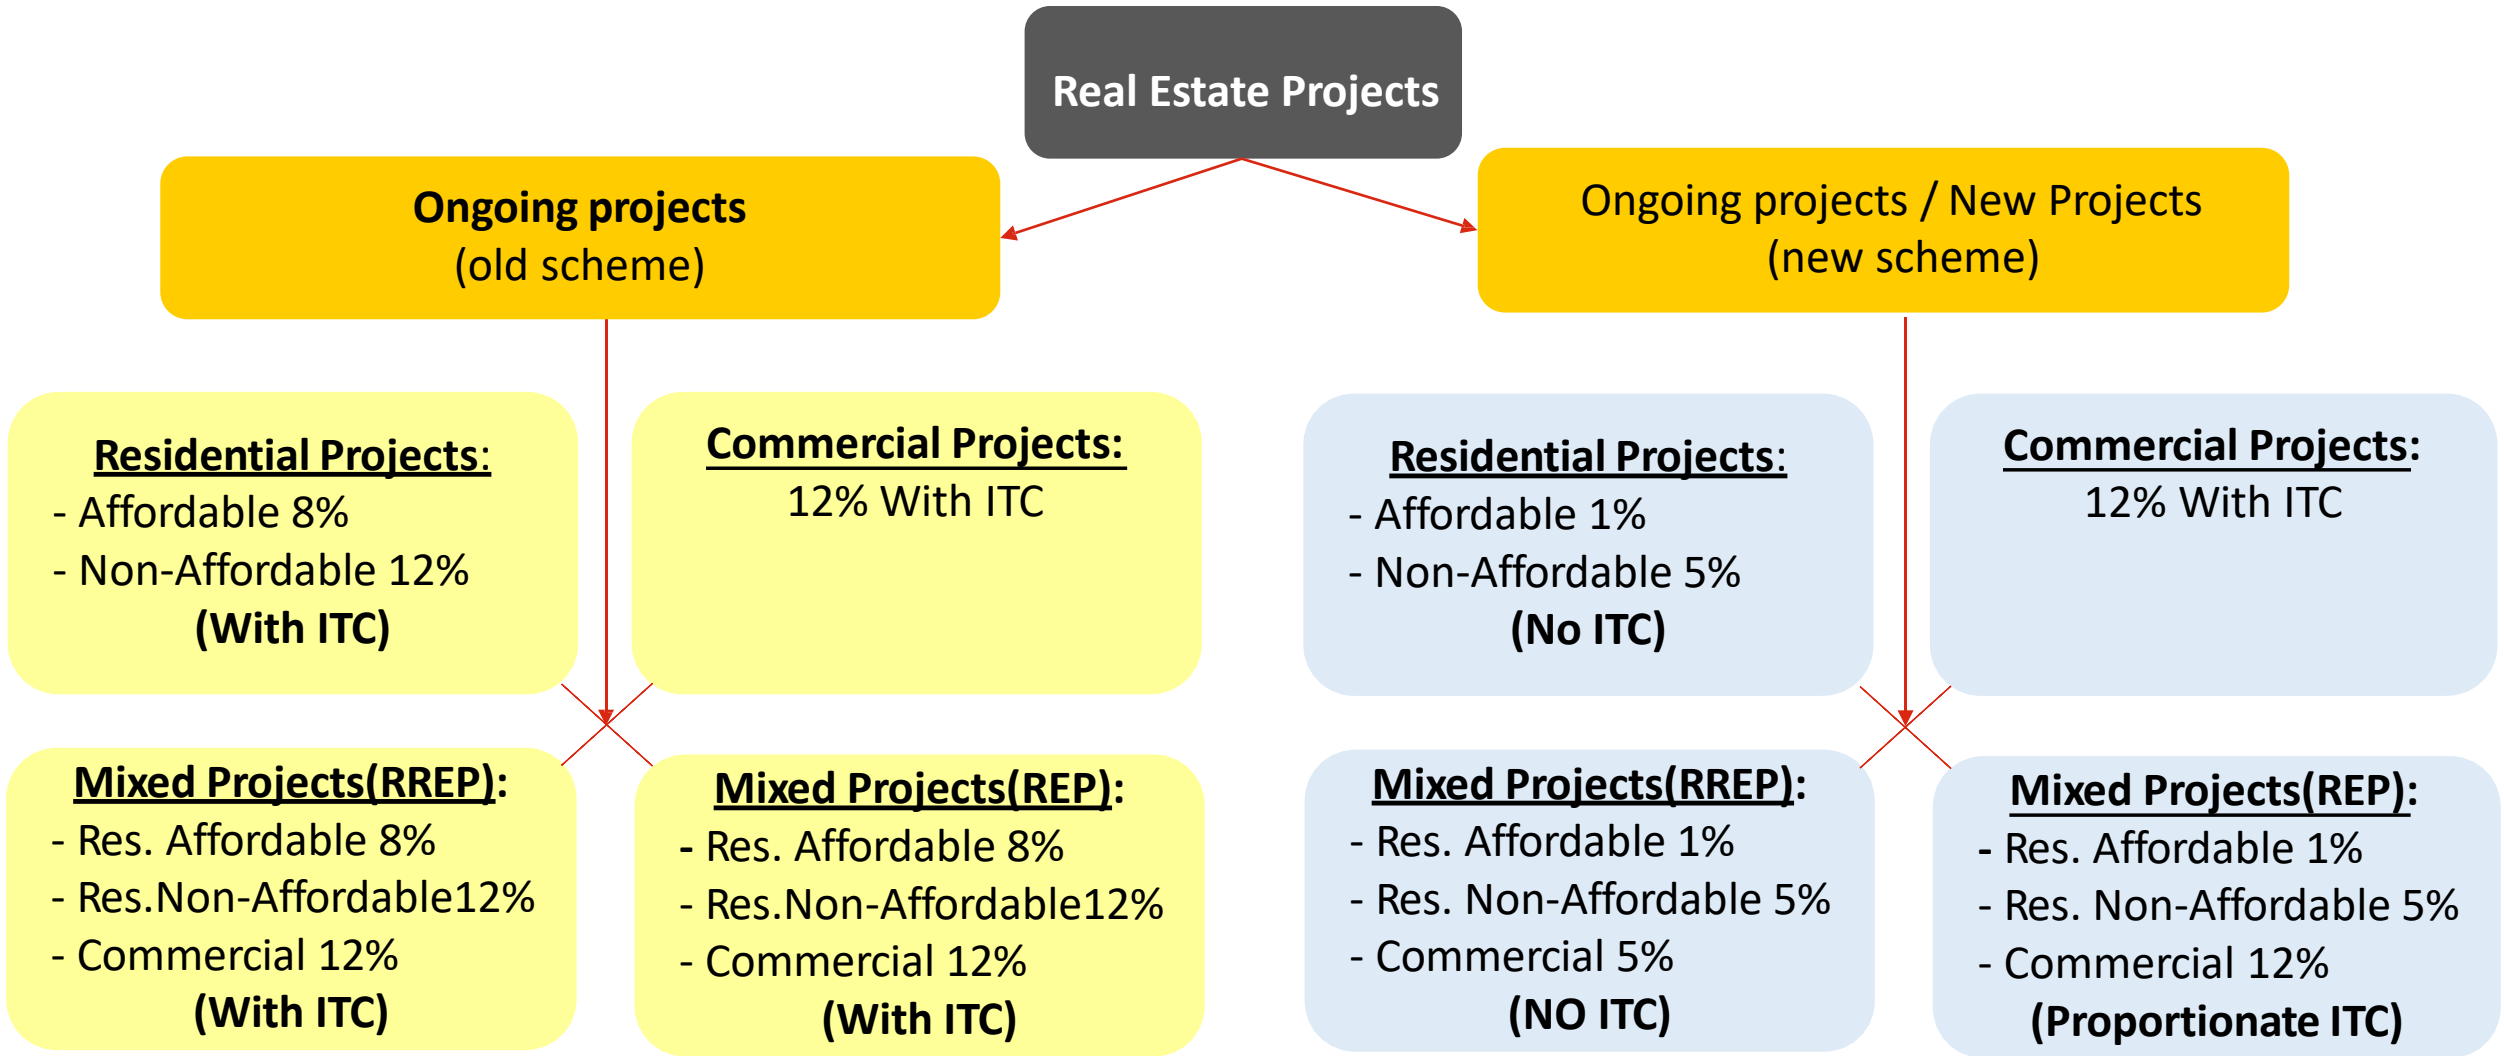 Real Estate Projects
Ongoing projects
(old scheme)
Ongoing projects / New Projects
(new scheme)
Residential Projects:
- Affordable 8%
- Non-Affordable 12%
(With ITC)
Commercial Projects:
12% With ITC
Residential Projects:
- Affordable 1%
- Non-Affordable 5%
(No ITC)
Commercial Projects:
12% With ITC
Mixed Projects(RREP):
- Res. Affordable 8%
- Res.Non-Affordable12%
- Commercial 12%
(With ITC)
Mixed Projects(REP):
- Res. Affordable 8%
- Res.Non-Affordable12%
- Commercial 12%
(With ITC)
Mixed Projects(RREP):
- Res. Affordable 1%
- Res. Non-Affordable 5%
- Commercial 5%
(NO ITC)
Mixed Projects(REP):
- Res. Affordable 1%
- Res. Non-Affordable 5%
- Commercial 12%
(Proportionate ITC)